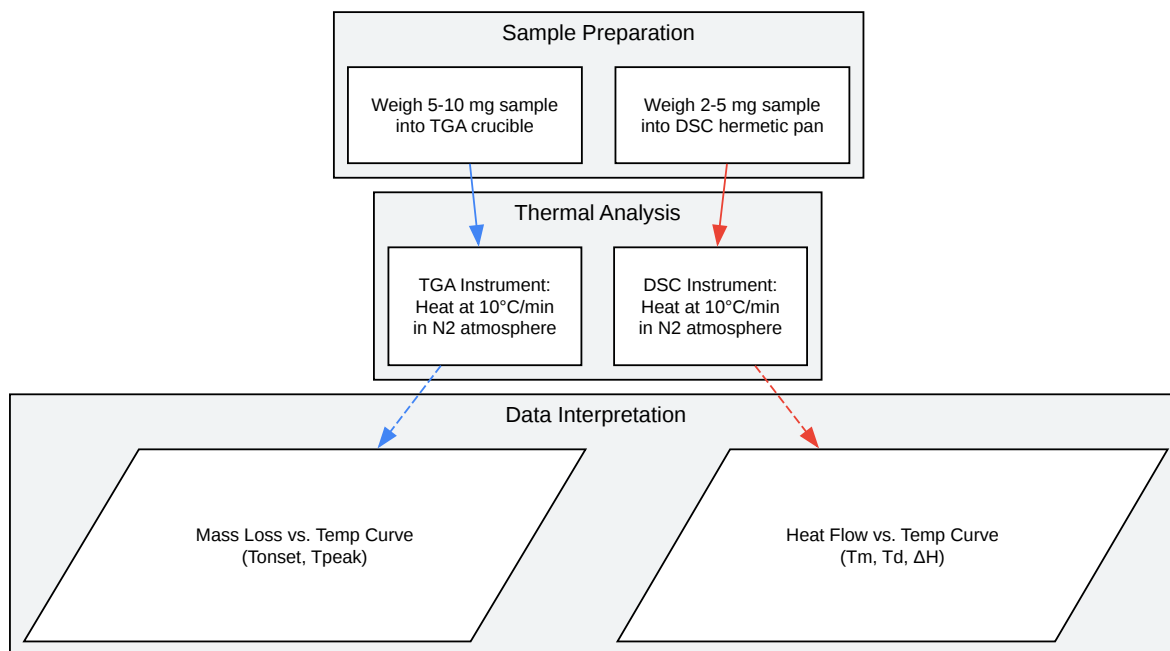 Sample Preparation
Weigh 5-10 mg sample
into TGA crucible
Weigh 2-5 mg sample
into DSC hermetic pan
Thermal Analysis
TGA Instrument:
Heat at 10°C/min
in N2 atmosphere
DSC Instrument:
Heat at 10°C/min
in N2 atmosphere
Data Interpretation
Mass Loss vs. Temp Curve
(Tonset, Tpeak)
Heat Flow vs. Temp Curve
(Tm, Td, ΔH)